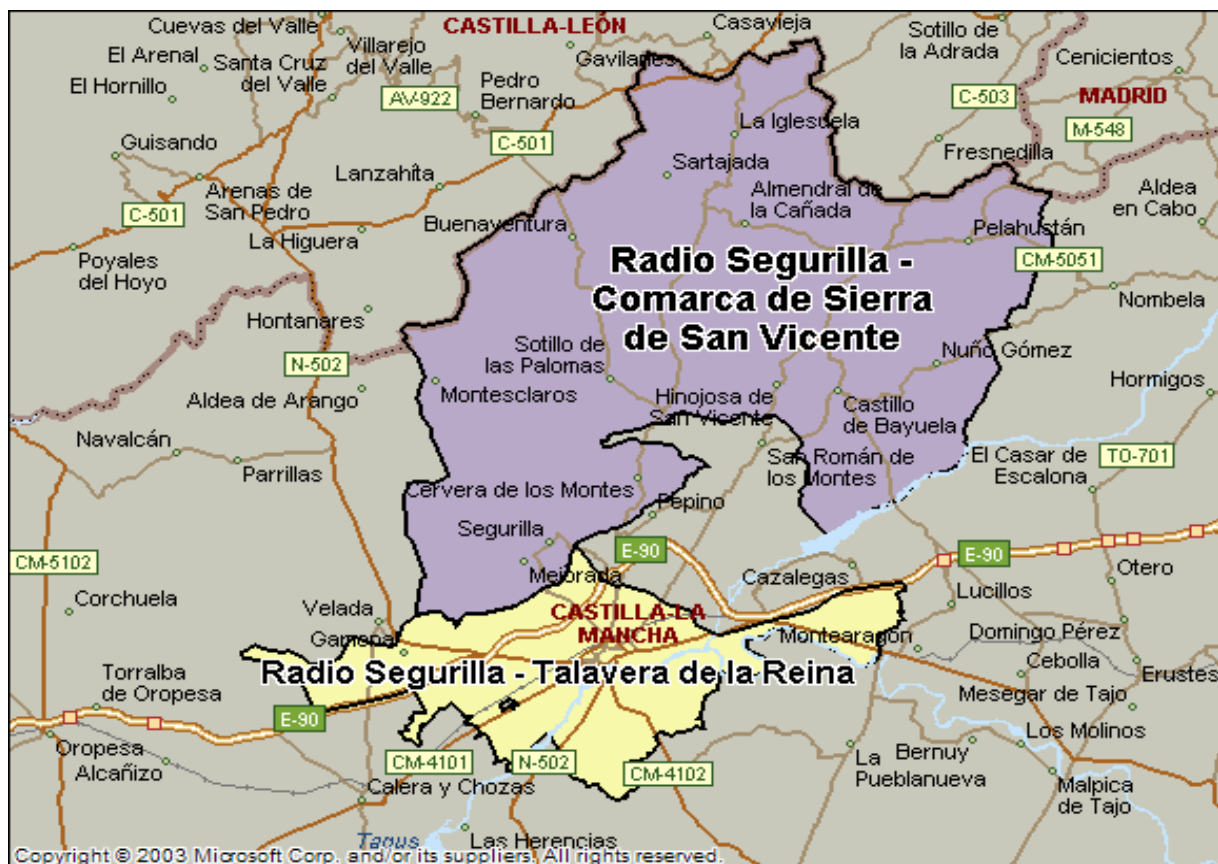 Cuevas del Valle
CASTILLA-LEÓN
Casavieja
Sotillo de
la Adrada
El Arenal
Villarejo
del Valle
Gavilanes
Cenicientos
Santa Cruz
del Valle
El Hornillo
AV-922
Pedro
Bernardo
C-503
MADRID
M-548
Guisando
C-501
La Iglesuela
Fresnedilla
Lanzahíta
Sartajada
Arenas de
San Pedro
Almendral de
la Cañada
Aldea
en Cabo
C-501
Buenaventura
La Higuera
Pelahustán
Poyales
del Hoyo
Radio Segurilla -
Comarca de Sierra
de San Vicente
CM-5051
Nombela
Hontanares
Sotillo de
las Palomas
Nuño Gómez
N-502
Montesclaros
Hinojosa de
San Vicente
Hormigos
Aldea de Arango
Castillo
de Bayuela
Navalcán
Parrillas
San Román de
los Montes
El Casar de
Escalona
TO-701
Cervera de los Montes
Pepino
Segurilla
E-90
E-90
CM-5102
Mejorada
Cazalegas
Otero
Corchuela
Velada
CASTILLA-LA
MANCHA
Lucillos
Gamonal
Montearagón
Domingo Pérez
Radio Segurilla - Talavera de la Reina
Torralba
de Oropesa
Cebolla
Erustes
Mesegar de Tajo
E-90
Oropesa
Alcañizo
CM-4101
N-502
CM-4102
La
Pueblanueva
Bernuy
Los Molinos
Calera y Chozas
Malpica
de Tajo
Tagus
Las Herencias
Copyright © 2003 Microsoft Corp. and/or its suppliers. All rights reserved.